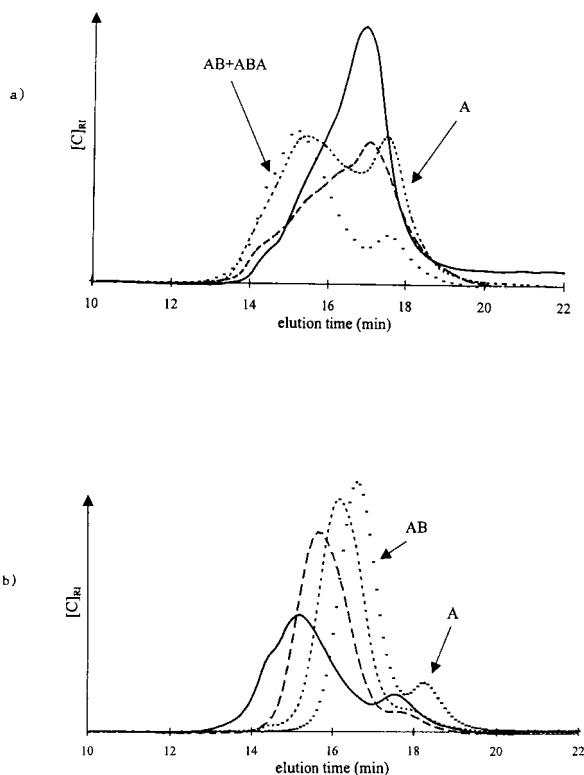 a)
AB+ABA
A
[C]RI
10 12 14 16 18 20 22
elution time (min)
b)
AB
A
[C]RI
10 12 14 16 18 20 22
elution time (min)